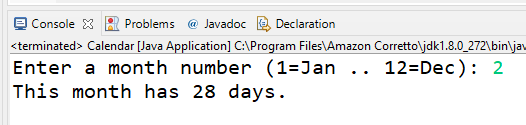 Console Problems Javadoc Declaration
<terminated> Calendar [Java Application] C:\Program Files\Amazon Corretto\jdk1.8.0_272\bin\jav
Enter a month number (1=Jan .. 12=Dec): 2
This month has 28 days.